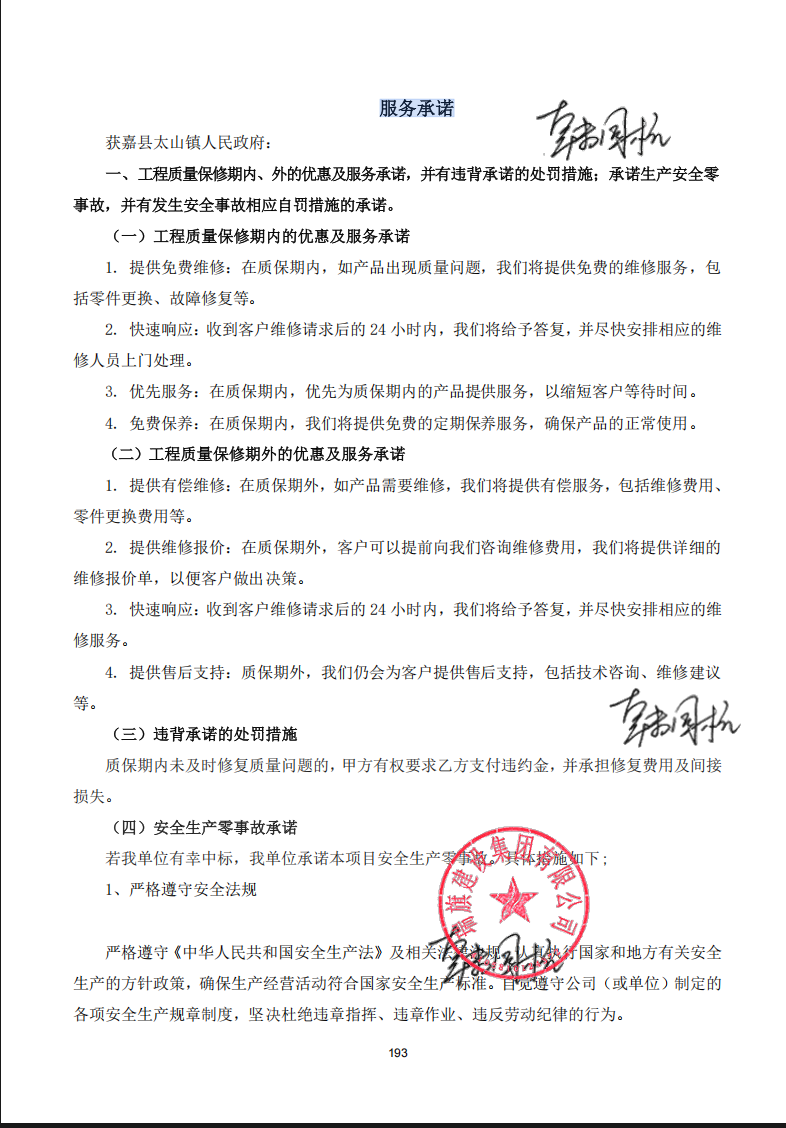 服务承诺
获嘉县太山镇人民政府：
一、工程质量保修期内、外的优惠及服务承诺，并有违背承诺的处罚措施；承诺生产安全零
事故，并有发生安全事故相应自罚措施的承诺。
（一）工程质量保修期内的优惠及服务承诺
1. 提供免费维修：在质保期内，如产品出现质量问题，我们将提供免费的维修服务，包
括零件更换、故障修复等。
2. 快速响应：收到客户维修请求后的 24 小时内，我们将给予答复，并尽快安排相应的维
修人员上门处理。
3. 优先服务：在质保期内，优先为质保期内的产品提供服务，以缩短客户等待时间。
4. 免费保养：在质保期内，我们将提供免费的定期保养服务，确保产品的正常使用。
（二）工程质量保修期外的优惠及服务承诺
1. 提供有偿维修：在质保期外，如产品需要维修，我们将提供有偿服务，包括维修费用、
零件更换费用等。
2. 提供维修报价：在质保期外，客户可以提前向我们咨询维修费用，我们将提供详细的
维修报价单，以便客户做出决策。
3. 快速响应：收到客户维修请求后的 24 小时内，我们将给予答复，并尽快安排相应的维
修服务。
4. 提供售后支持：质保期外，我们仍会为客户提供售后支持，包括技术咨询、维修建议
等。
（三）违背承诺的处罚措施
质保期内未及时修复质量问题的，甲方有权要求乙方支付违约金，并承担修复费用及间接
损失。
（四）安全生产零事故承诺
若我单位有幸中标，我单位承诺本项目安全生产零事故。具体措施如下；
旗建设集团有限公司
1、严格遵守安全法规
严格遵守《中华人民共和国安全生产法》及相关法律法规，认真执行国家和地方有关安全
生产的方针政策，确保生产经营活动符合国家安全生产标准。自觉遵守公司（或单位）制定的
各项安全生产规章制度，坚决杜绝违章指挥、违章作业、违反劳动纪律的行为。
193